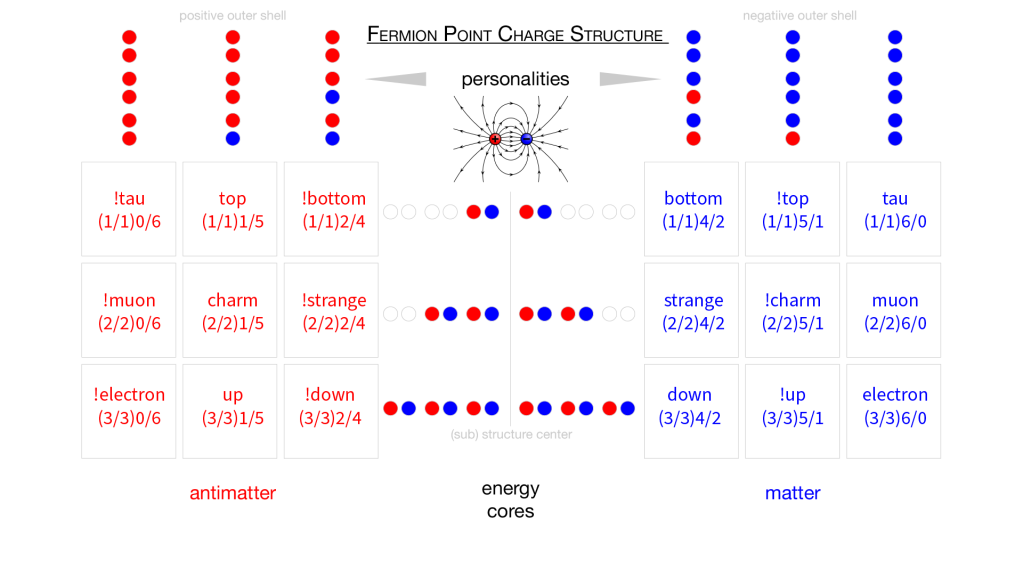 positive outer shell
negatiive outer shell
Fermion Point Charge Structure
personalities
+ -
!tau
(1/1)0/6
top
(1/1)1/5
!bottom
(1/1)2/4
bottom
(1/1)4/2
!top
(1/1)5/1
tau
(1/1)6/0
!muon
(2/2)0/6
charm
(2/2)1/5
!strange
(2/2)2/4
strange
(2/2)4/2
!charm
(2/2)5/1
muon
(2/2)6/0
!electron
(3/3)0/6
up
(3/3)1/5
!down
(3/3)2/4
down
(3/3)4/2
!up
(3/3)5/1
electron
(3/3)6/0
(sub) structure center
antimatter
energy
cores
matter